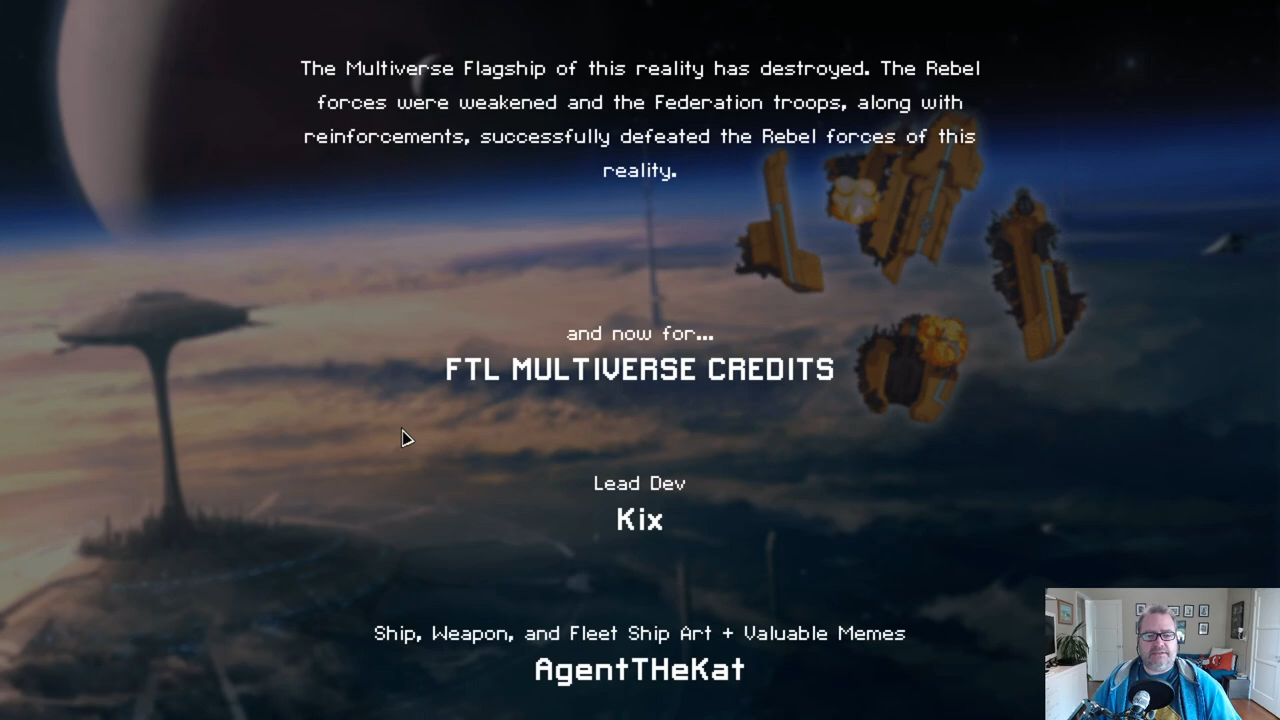 The Multiverse Flagship of this reality has destroyed. The Rebel
forces were weakened and the Federation troops, along with
reinforcements, successfully defeated the Rebel forces of this
reality.
and now for...
FTL MULTIVERSE CREDITS
Lead Dev
Kix
Ship, Weapon, and Fleet Ship Art + Valuable Memes
AgentTHeKat